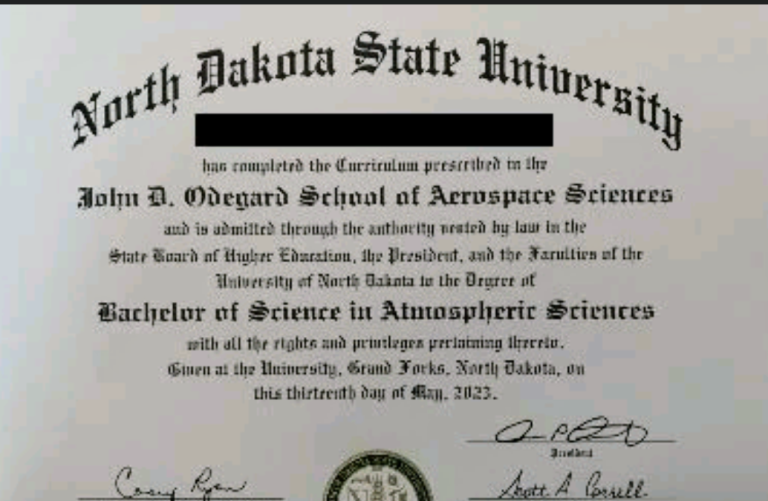 North Dakota State University
has completed the Curriculum prescribed in the
John D. Odegard School of Aerospace Sciences
and is admitted through the authority vested by law in the
State Board of Higher Education, the President, and the Faculties of the
University of North Dakota to the Degree of
Bachelor of Science in Atmospheric Sciences
with all the rights and privileges pertaining thereto.
Given at the University, Grand Forks, North Dakota, on
this thirteenth day of May, 2023.
President
Casey Ryan